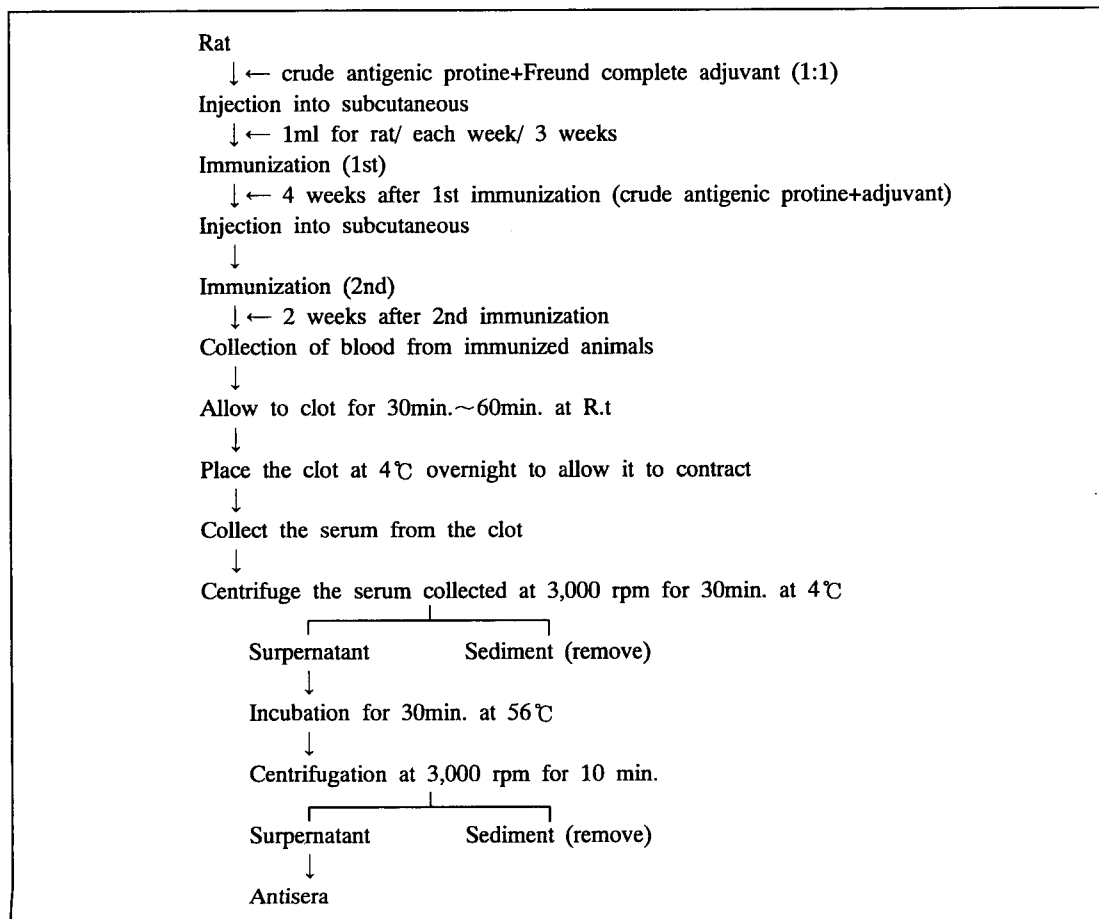 Rat
↓← crude antigenic protine+Freund complete adjuvant (1:1)
Injection into subcutaneous
↓← 1ml for rat/ each week/ 3 weeks
Immunization (1st)
↓← 4 weeks after 1st immunization (crude antigenic protine+adjuvant)
Injection into subcutaneous
↓
Immunization (2nd)
↓← 2 weeks after 2nd immunization
Collection of blood from immunized animals
↓
Allow to clot for 30min.~60min. at R.t
↓
Place the clot at 4℃ overnight to allow it to contract
↓
Collect the serum from the clot
↓
Centrifuge the serum collected at 3,000 rpm for 30min. at 4℃
Surpernatant Sediment (remove)
↓
Incubation for 30min. at 56℃
↓
Centrifugation at 3,000 rpm for 10 min.
Surpernatant Sediment (remove)
↓
Antisera